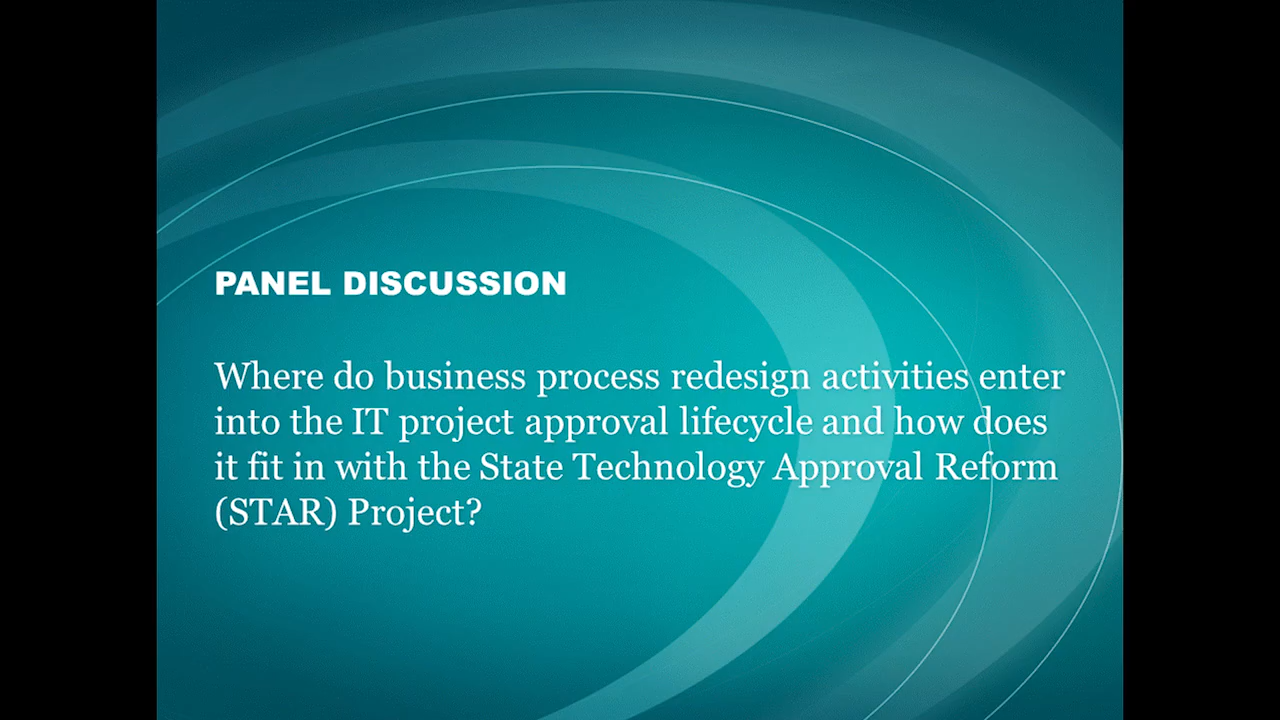 PANEL DISCUSSION
Where do business process redesign activities enter
into the IT project approval lifecycle and how does
it fit in with the State Technology Approval Reform
(STAR) Project?